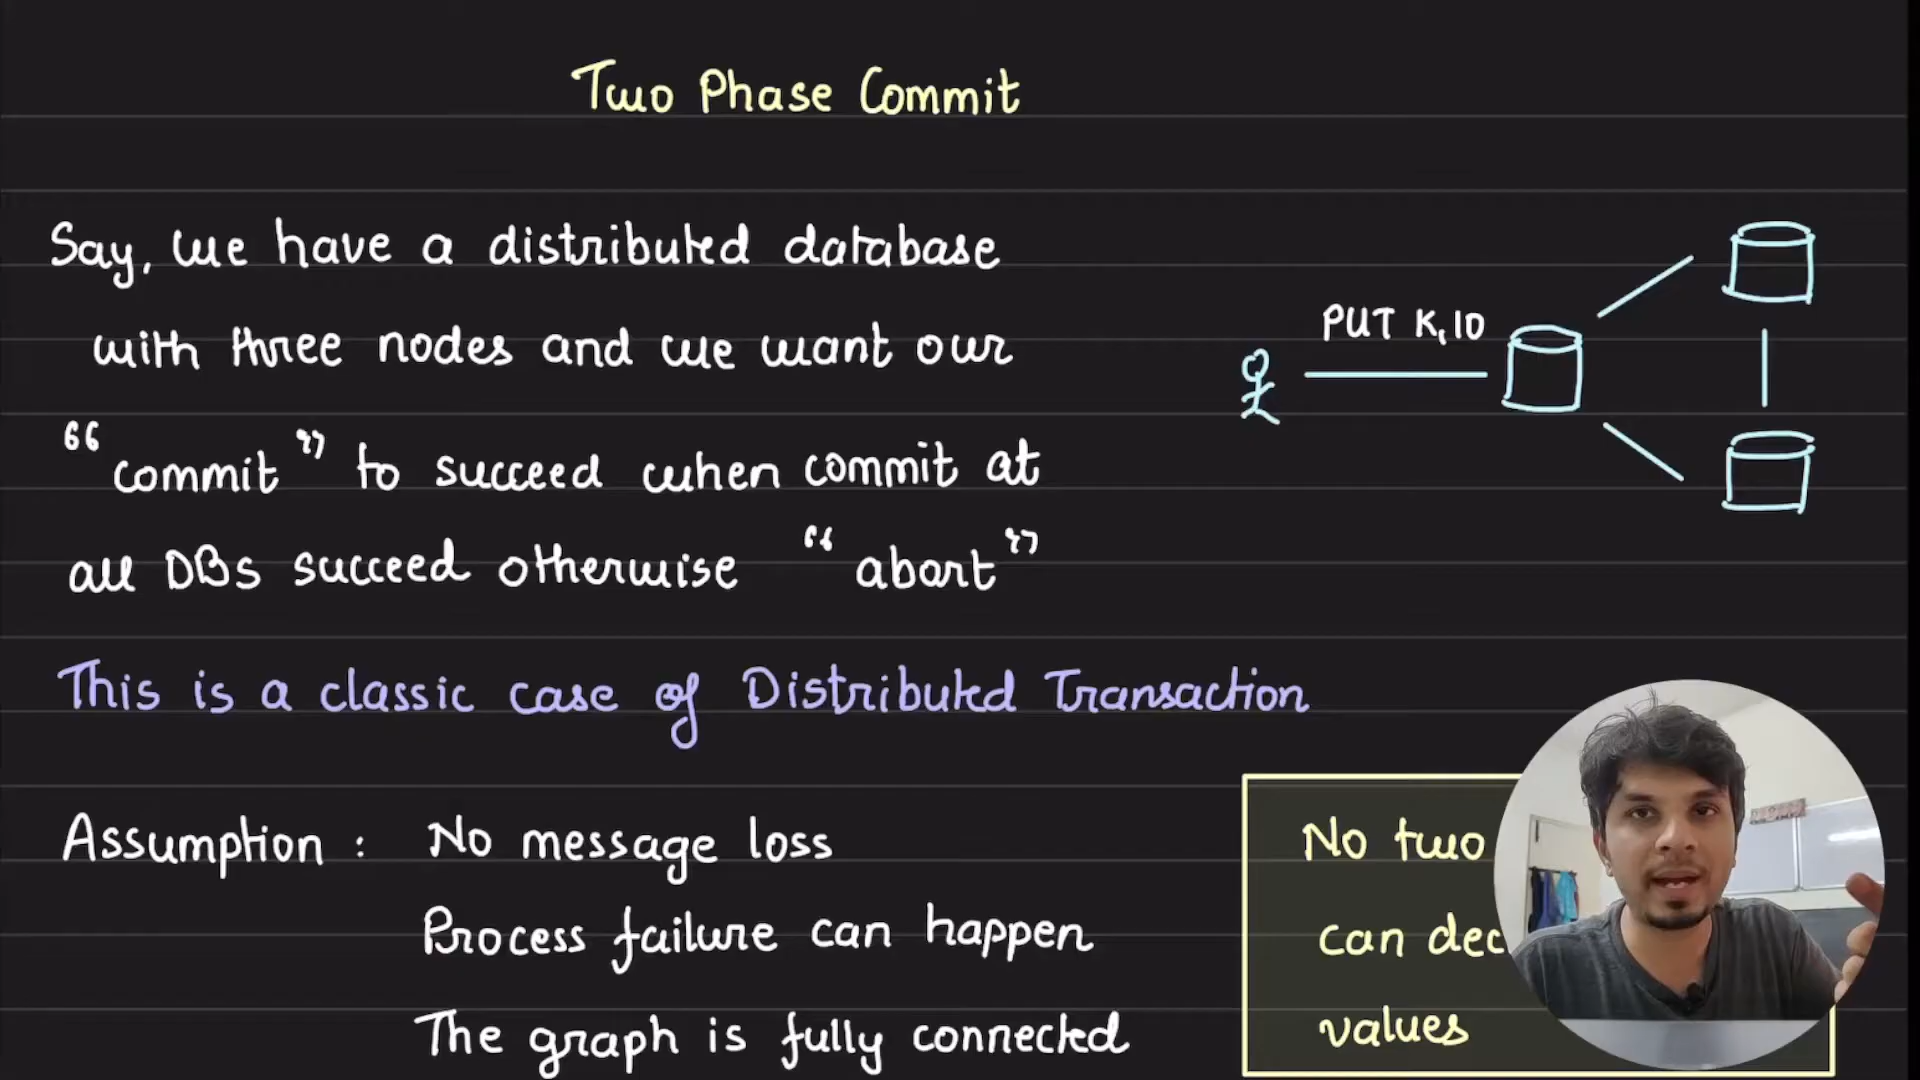 Two Phase Commit
Say, we have a distributed database
with three nodes and we want our
"commit" to succeed when commit at
all DBs succeed otherwise "abort"
PUT K,10
This is a classic case of Distributed Transaction
Assumption : No message loss
Process failure can happen
The graph is fully connected
No two
can
values